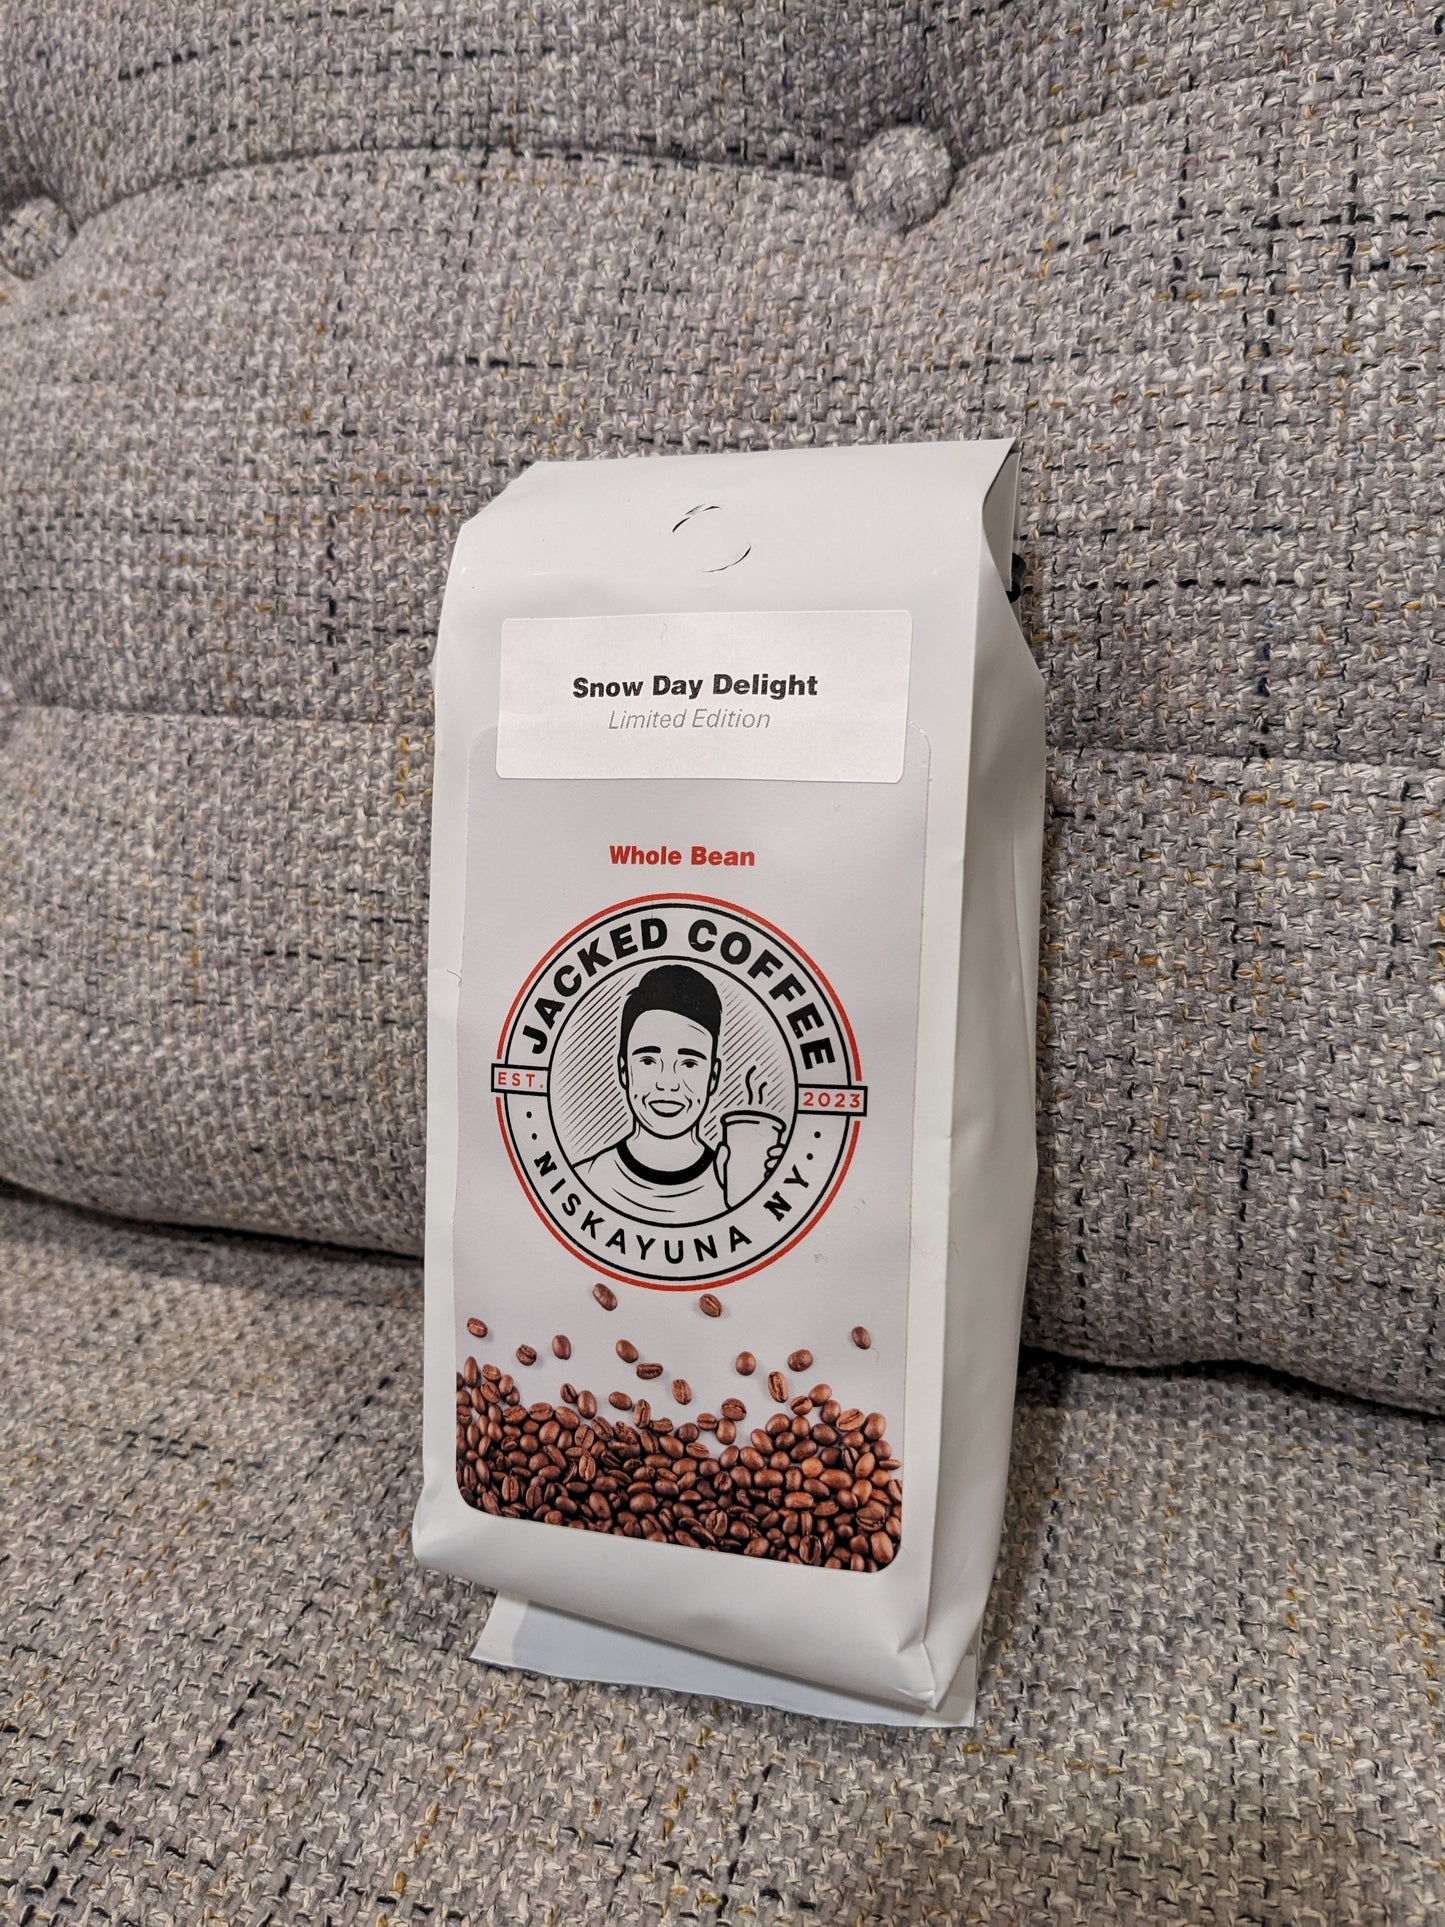 Snow Day Delight
Limited Edition
Whole Bean
JACKED COFFEE
EST. 2023
NISKAYUNA NY